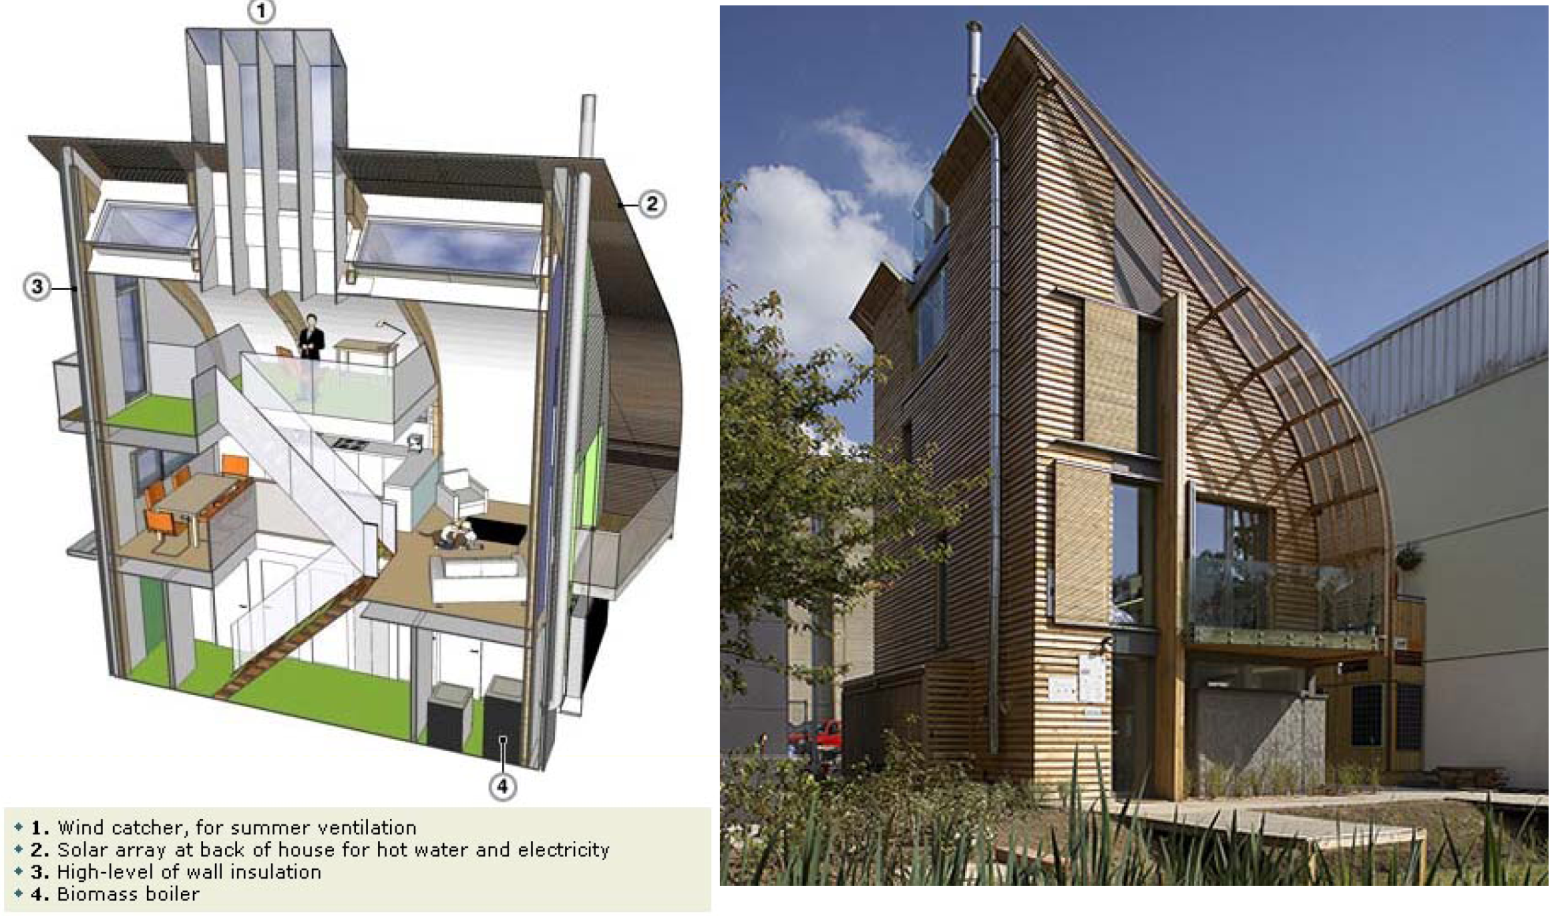 1
2
3
4
1. Wind catcher, for summer ventilation
2. Solar array at back of house for hot water and electricity
3. High-level of wall insulation
4. Biomass boiler